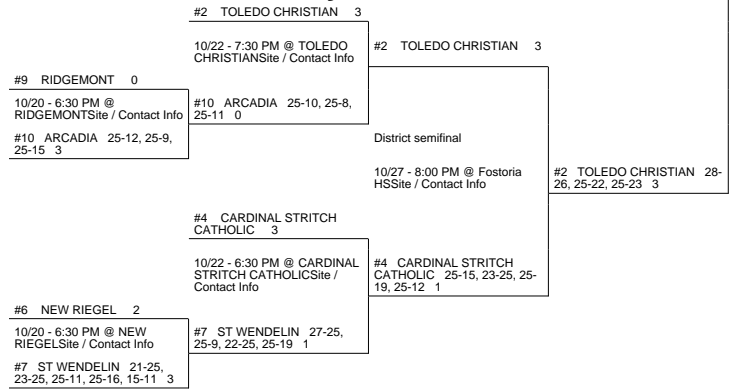 #2 TOLEDO CHRISTIAN 3
10/22 - 7:30 PM @ TOLEDO
CHRISTIANSite / Contact Info
#2 TOLEDO CHRISTIAN 3
#9 RIDGEMONT 0
10/20 - 6:30 PM @
RIDGEMONTSite / Contact Info
#10 ARCADIA 25-10, 25-8,
25-11 0
#10 ARCADIA 25-12, 25-9,
25-15 3
District semifinal
10/27 - 8:00 PM @ Fostoria
HSSite / Contact Info
#2 TOLEDO CHRISTIAN 28-
26, 25-22, 25-23 3
#4 CARDINAL STRITCH
CATHOLIC 3
10/22 - 6:30 PM @ CARDINAL
STRITCH CATHOLICSite /
Contact Info
#4 CARDINAL STRITCH
CATHOLIC 25-15, 23-25, 25-
19, 25-12 1
#6 NEW RIEGEL 2
10/20 - 6:30 PM @ NEW
RIEGELSite / Contact Info
#7 ST WENDELIN 27-25,
25-9, 22-25, 25-19 1
#7 ST WENDELIN 21-25,
23-25, 25-11, 25-16, 15-11 3